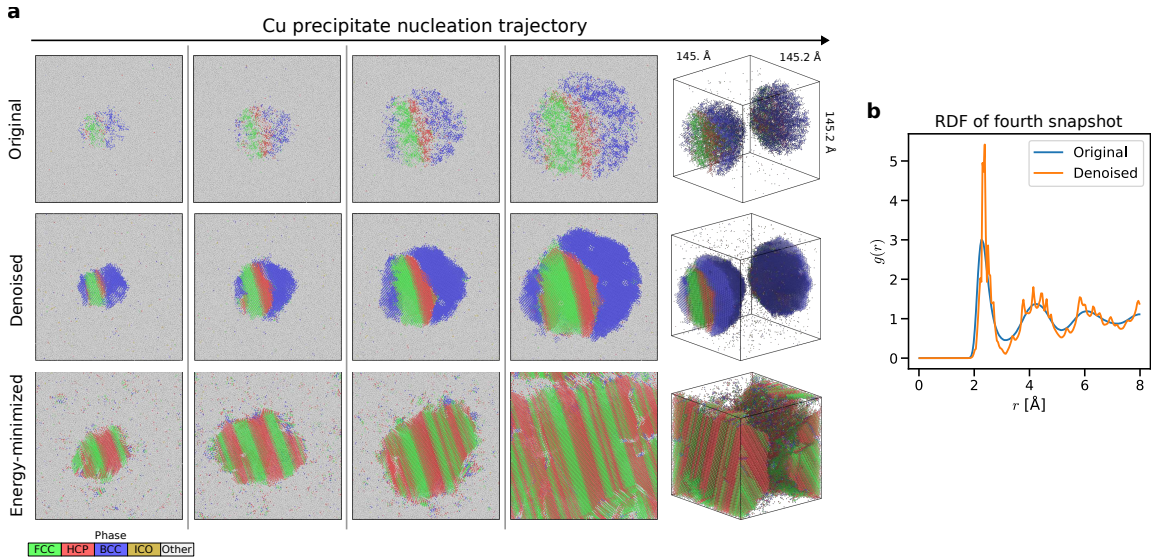 a
Cu precipitate nucleation trajectory
Original
145. Å
145.2 Å
145.2 Å
Denoised
Energy-minimized
Phase
FCC HCP BCC ICO Other
b
RDF of fourth snapshot
Original
Denoised
g(r)
5
4
3
2
1
0
0 2 4 6 8
r [Å]